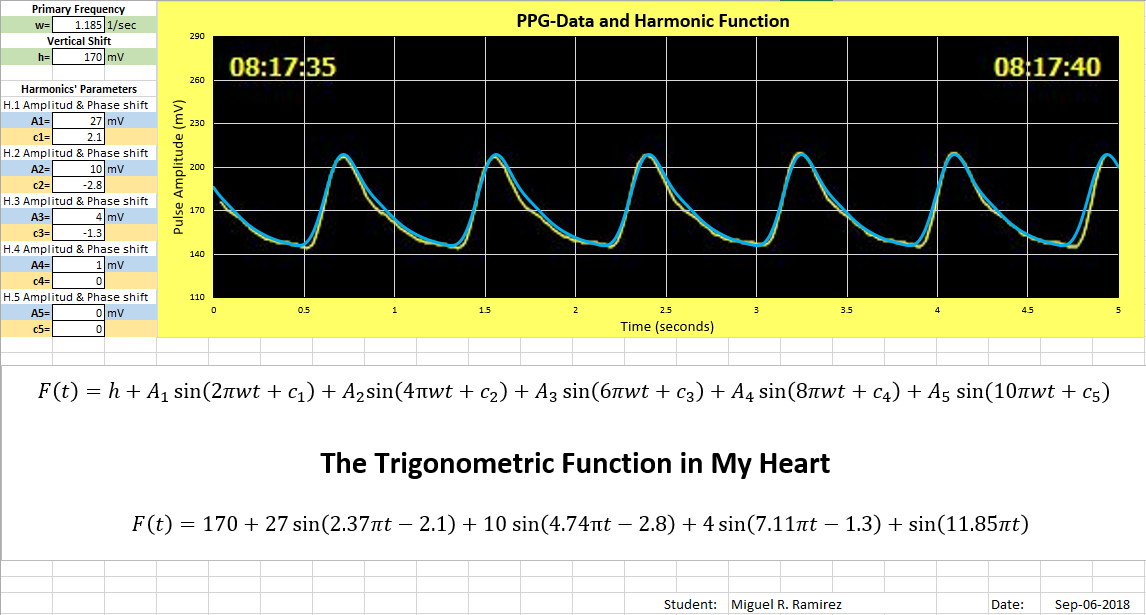 Primary Frequency
w= 1.185 1/sec
Vertical Shift
h= 170 mV
Harmonics' Parameters
H.1 Amplitud & Phase shift
A1= 27 mV
c1= 2.1
H.2 Amplitud & Phase shift
A2= 10 mV
c2= -2.8
H.3 Amplitud & Phase shift
A3= 4 mV
c3= -1.3
H.4 Amplitud & Phase shift
A4= 1 mV
c4= 0
H.5 Amplitud & Phase shift
A5= 0 mV
c5= 0
PPG-Data and Harmonic Function
08:17:35 08:17:40
Pulse Amplitude (mV)
290
260
230
200
170
140
110
0 0.5 1 1.5 2 2.5 3 3.5 4 4.5 5
Time (seconds)
F(t) = h + A₁ sin(2πwt + c₁) + A₂sin(4πwt + c₂) + A₃ sin(6πwt + c₃) + A₄ sin(8πwt + c₄) + A₅ sin(10πwt + c₅)
The Trigonometric Function in My Heart
F(t) = 170 + 27 sin(2.37πt − 2.1) + 10 sin(4.74πt − 2.8) + 4 sin(7.11πt − 1.3) + sin(11.85πt)
Student: Miguel R. Ramirez Date: Sep-06-2018